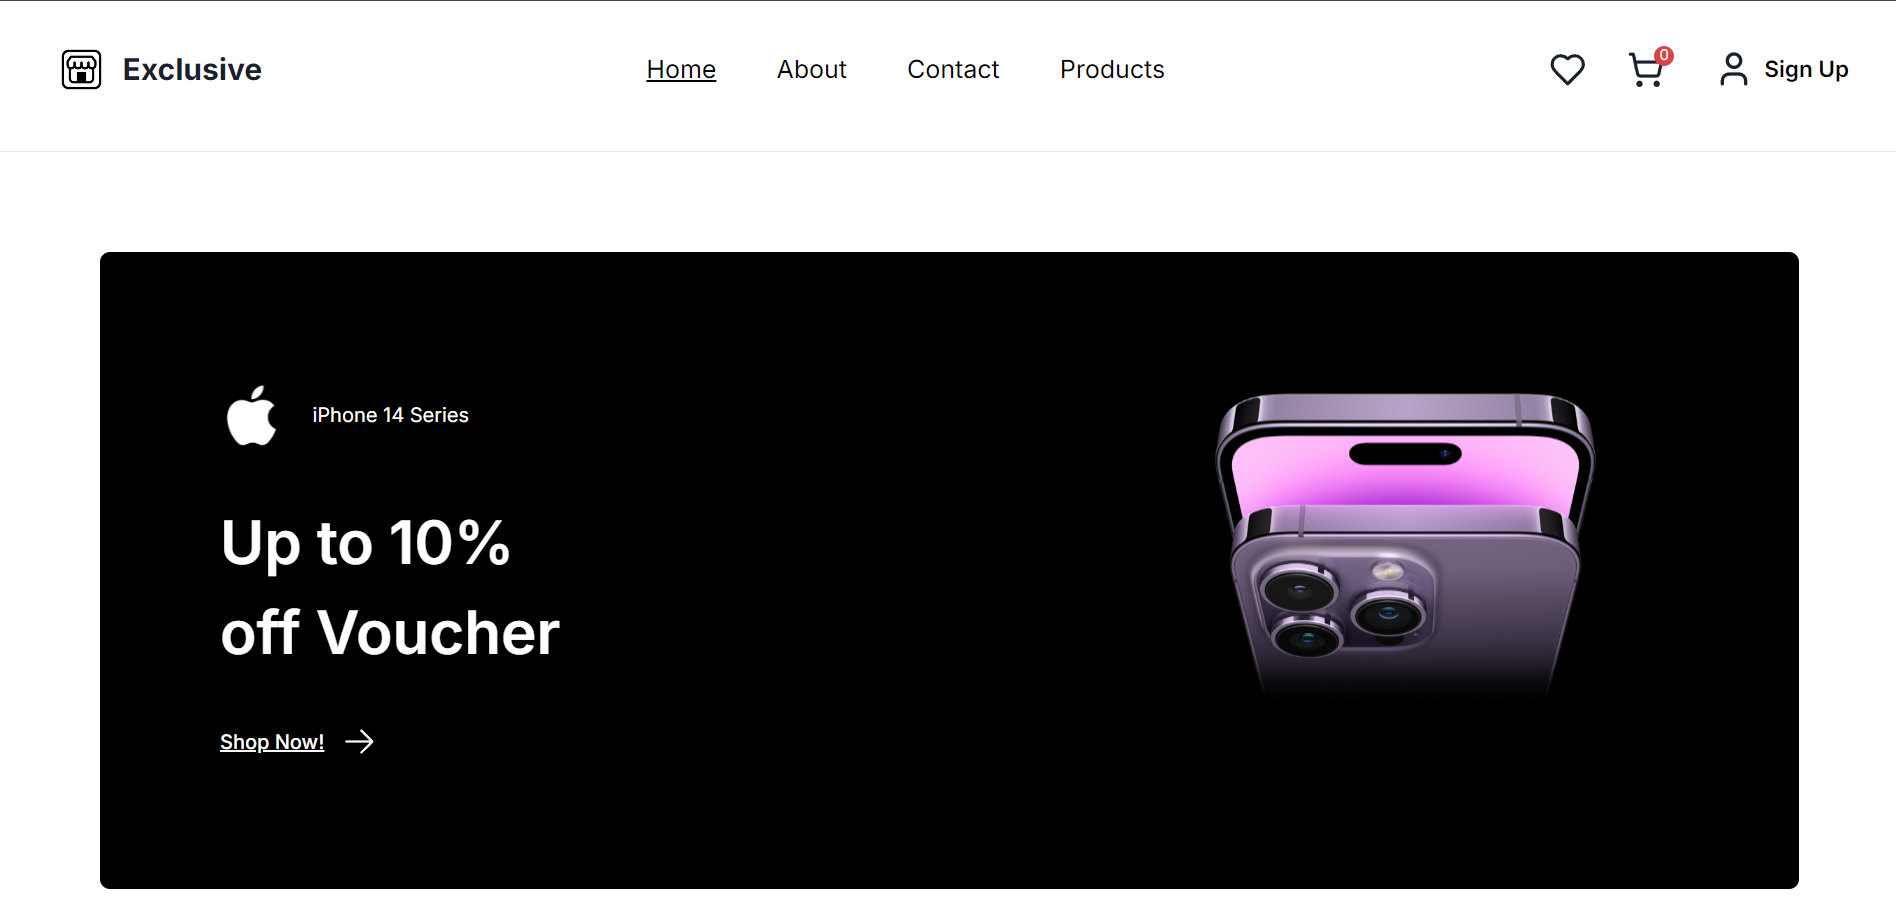 Exclusive
Home
About
Contact
Products
0
Sign Up
iPhone 14 Series
Up to 10%
off Voucher
Shop Now!